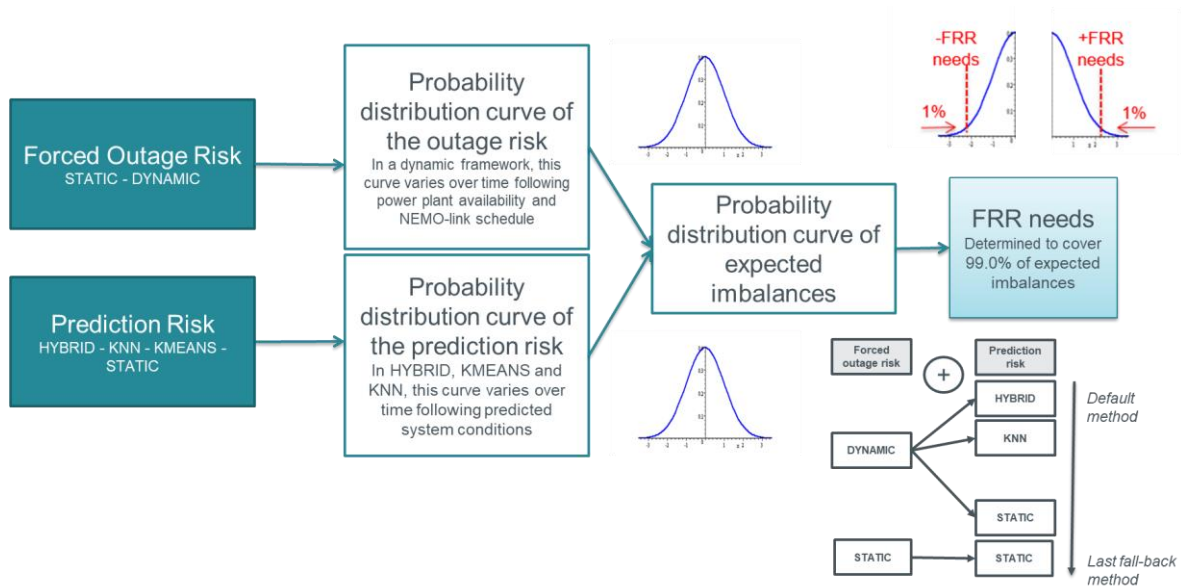 Forced Outage Risk
STATIC - DYNAMIC
Prediction Risk
HYBRID - KNN - KMEANS -
STATIC
Probability
distribution curve of
the outage risk
In a dynamic framework, this
curve varies over time following
power plant availability and
NEMO-link schedule
Probability
distribution curve of
the prediction risk
In HYBRID, KMEANS and
KNN, this curve varies over
time following predicted
system conditions
Probability
distribution curve of
expected
imbalances
-FRR
needs
+FRR
needs
1%
1%
FRR needs
Determined to cover
99.0% of expected
imbalances
Forced
outage risk
+
Prediction
risk
HYBRID
Default
method
DYNAMIC
KNN
STATIC
STATIC
STATIC
Last fall-back
method